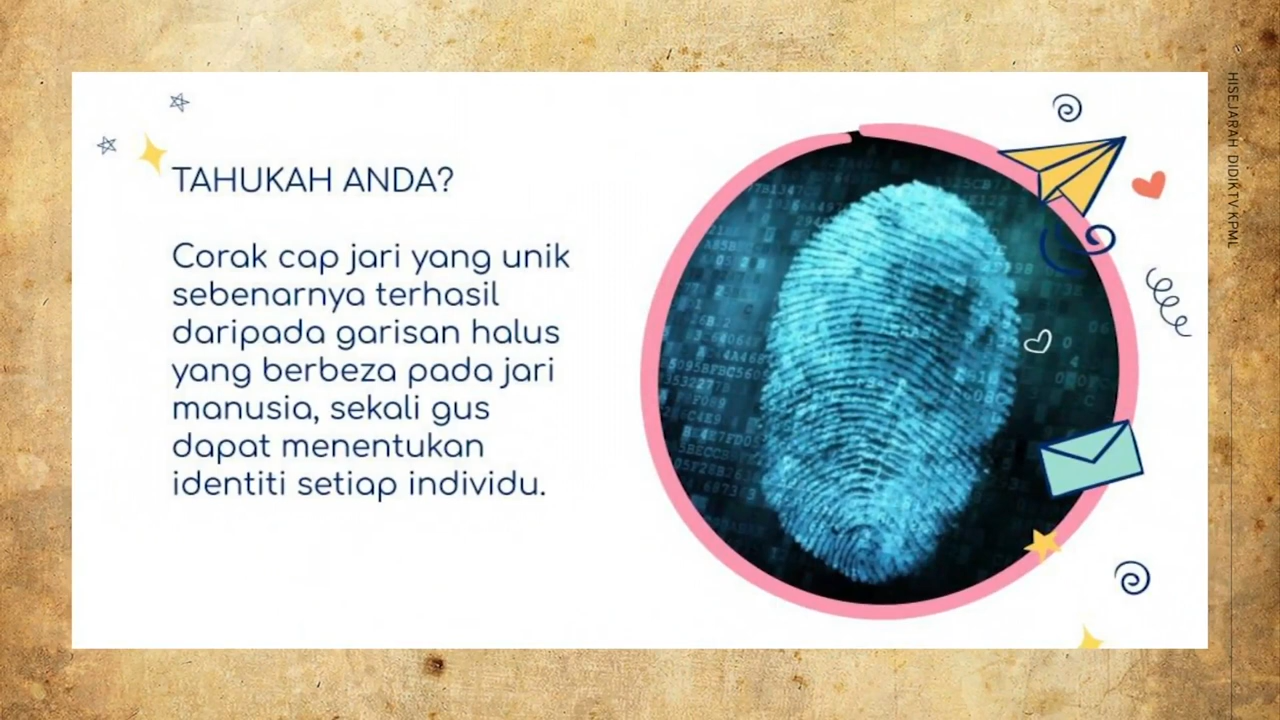 TAHUKAH ANDA?
Corak cap jari yang unik
sebenarnya terhasil
daripada garisan halus
yang berbeza pada jari
manusia, sekali gus
dapat menentukan
identiti setiap individu.
HISEJARAH DIDIKTV KPML